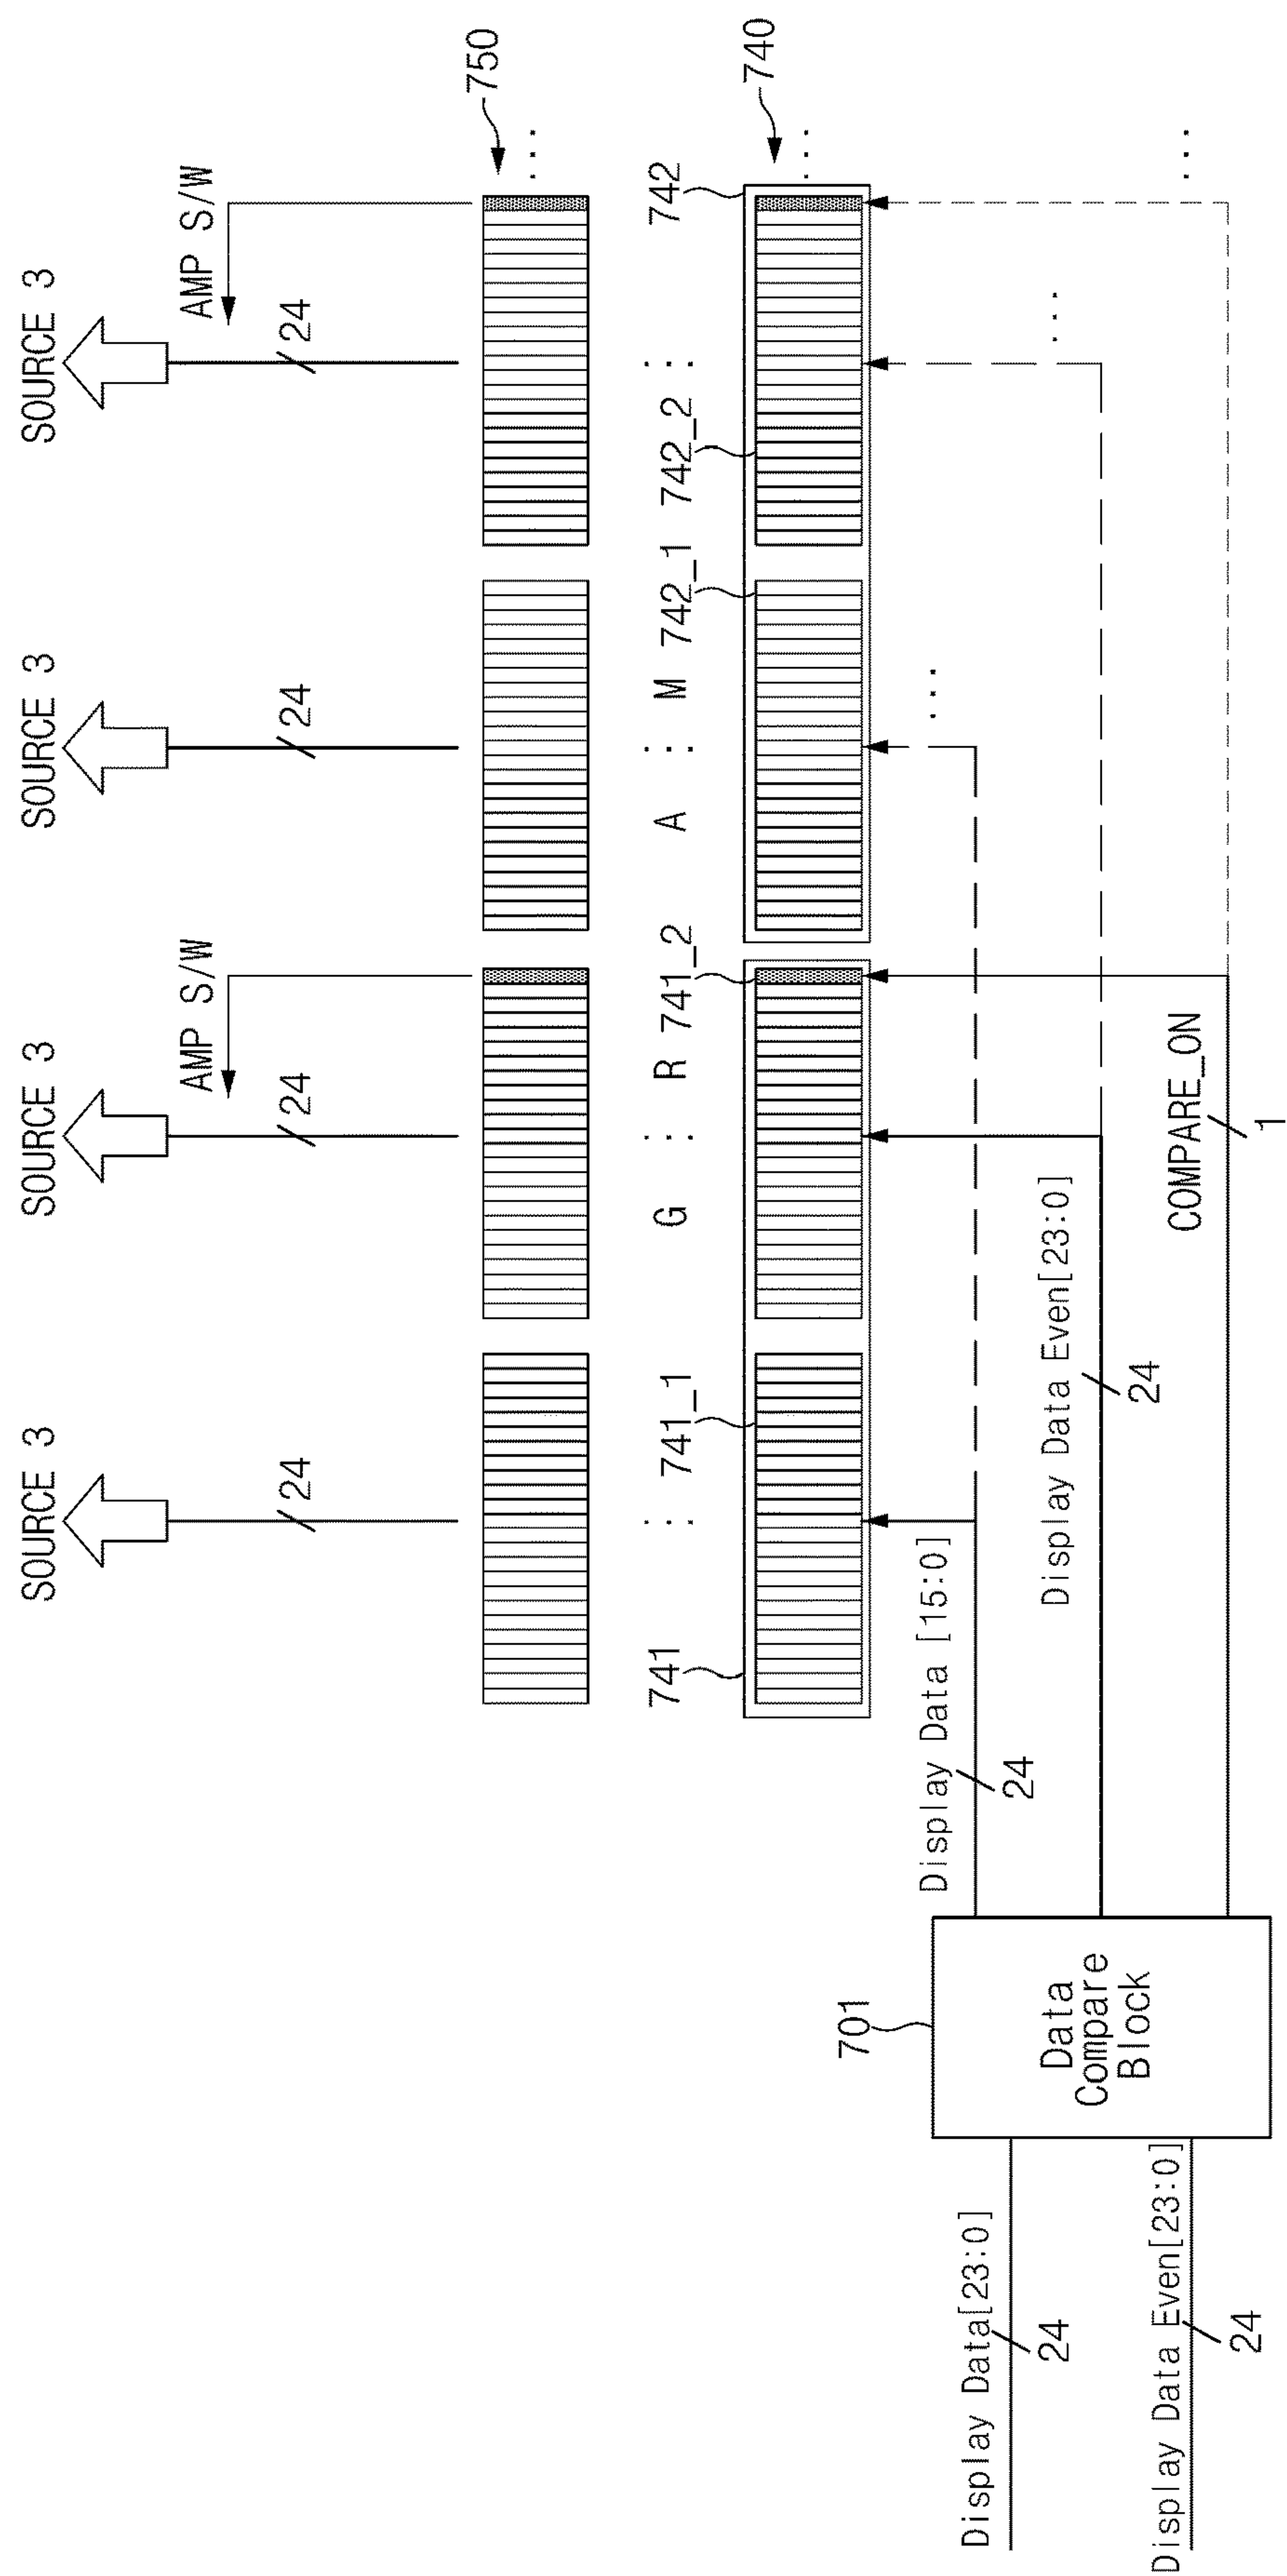 SOURCE 3
SOURCE 3
SOURCE 3
SOURCE 3
24
24
AMP S/W
24
24
AMP S/W
750
G R A M
741
741_1
741_2
742_1
742_2
742
740
Display Data [15:0]
24
Display Data Even[23:0]
24
COMPARE_ON
1
701
Data
Compare
Block
Display Data[23:0]
24
Display Data Even[23:0]
24